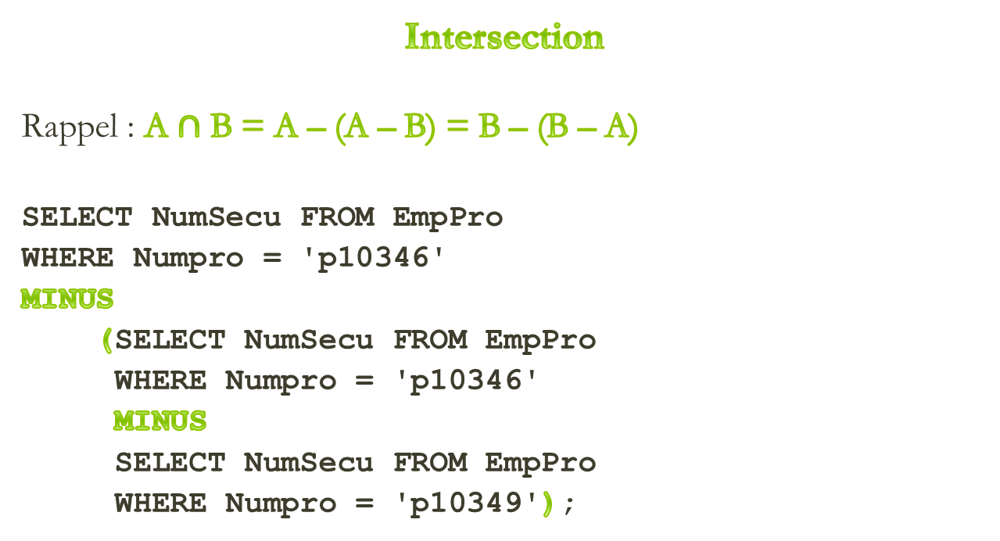 Intersection
Rappel : A ∩ B = A – (A – B) = B – (B – A)
SELECT NumSecu FROM EmpPro
WHERE Numpro = 'p10346'
MINUS
(SELECT NumSecu FROM EmpPro
WHERE Numpro = 'p10346'
MINUS
SELECT NumSecu FROM EmpPro
WHERE Numpro = 'p10349');